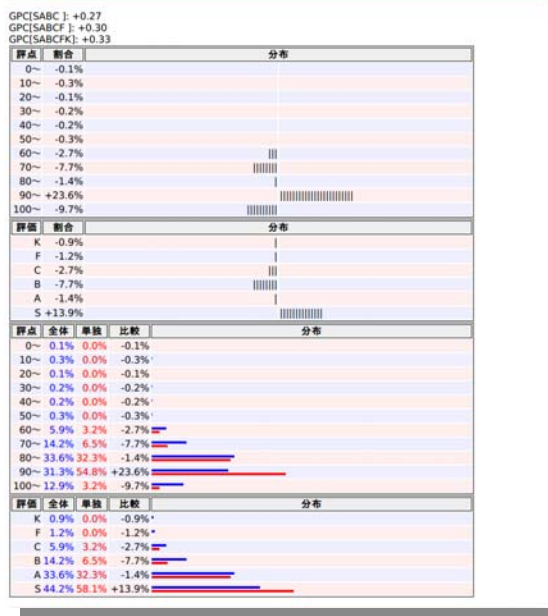 GPC[SABC ]: +0.27
GPC[SABCF ]: +0.30
GPC[SABCFK]: +0.33
評点 割合 分布
0～ -0.1%
10～ -0.3%
20～ -0.1%
30～ -0.2%
40～ -0.2%
50～ -0.3%
60～ -2.7%
70～ -7.7%
80～ -1.4%
90～ +23.6%
100～ -9.7%
評価 割合 分布
K -0.9%
F -1.2%
C -2.7%
B -7.7%
A -1.4%
S +13.9%
評点 全体 単独 比較 分布
0～ 0.1% 0.0% -0.1%
10～ 0.3% 0.0% -0.3%
20～ 0.1% 0.0% -0.1%
30～ 0.2% 0.0% -0.2%
40～ 0.2% 0.0% -0.2%
50～ 0.3% 0.0% -0.3%
60～ 5.9% 3.2% -2.7%
70～ 14.2% 6.5% -7.7%
80～ 33.6% 32.3% -1.4%
90～ 31.3% 54.8% +23.6%
100～ 12.9% 3.2% -9.7%
評価 全体 単独 比較 分布
K 0.9% 0.0% -0.9%
F 1.2% 0.0% -1.2%
C 5.9% 3.2% -2.7%
B 14.2% 6.5% -7.7%
A 33.6% 32.3% -1.4%
S 44.2% 58.1% +13.9%